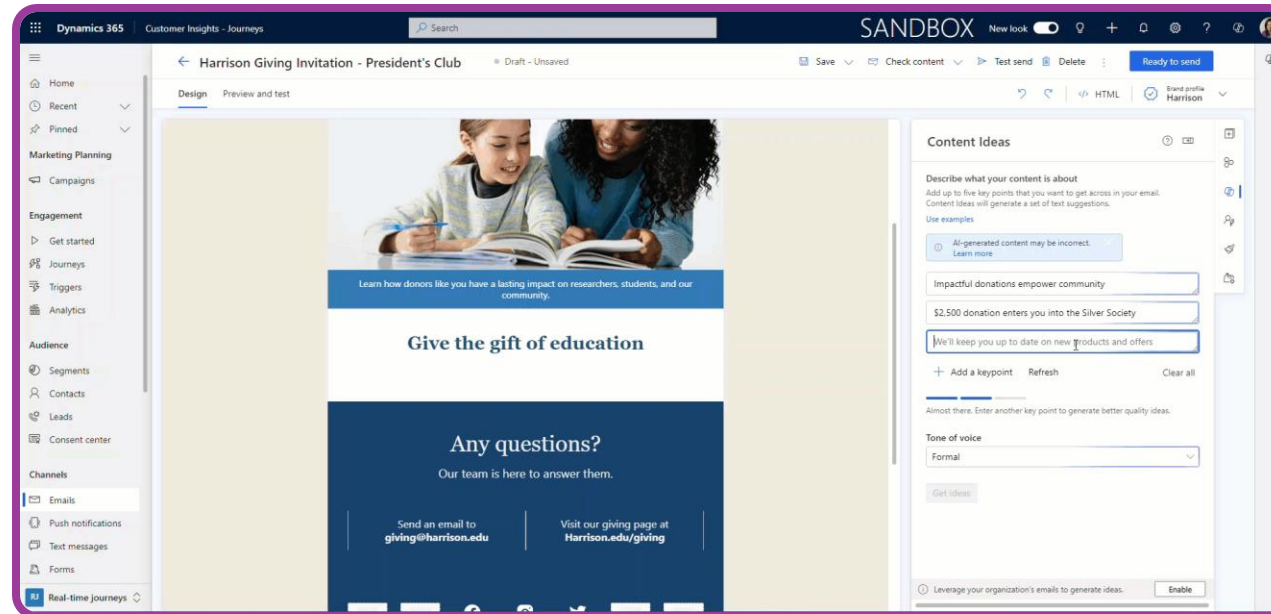 Dynamics 365
Customer Insights - Journeys
Search
SANDBOX
New look
Home
Recent
Pinned
Marketing Planning
Campaigns
Engagement
Get started
Journeys
Triggers
Analytics
Audience
Segments
Contacts
Leads
Consent center
Channels
Emails
Push notifications
Text messages
Forms
RJ Real-time journeys
Harrison Giving Invitation - President's Club
Draft - Unsaved
Save
Check content
Test send
Delete
Ready to send
Design
Preview and test
HTML
Brand profile
Harrison
Learn how donors like you have a lasting impact on researchers, students, and our
community.
Give the gift of education
Any questions?
Our team is here to answer them.
Send an email to
giving@harrison.edu
Visit our giving page at
Harrison.edu/giving
Content Ideas
Describe what your content is about
Add up to five key points that you want to get across in your email.
Content Ideas will generate a set of text suggestions.
Use examples
AI-generated content may be incorrect.
Learn more
Impactful donations empower community
$2,500 donation enters you into the Silver Society
We'll keep you up to date on new products and offers
Add a keypoint
Refresh
Clear all
Almost there. Enter another key point to generate better quality ideas.
Tone of voice
Formal
Get ideas
Leverage your organization's emails to generate ideas.
Enable